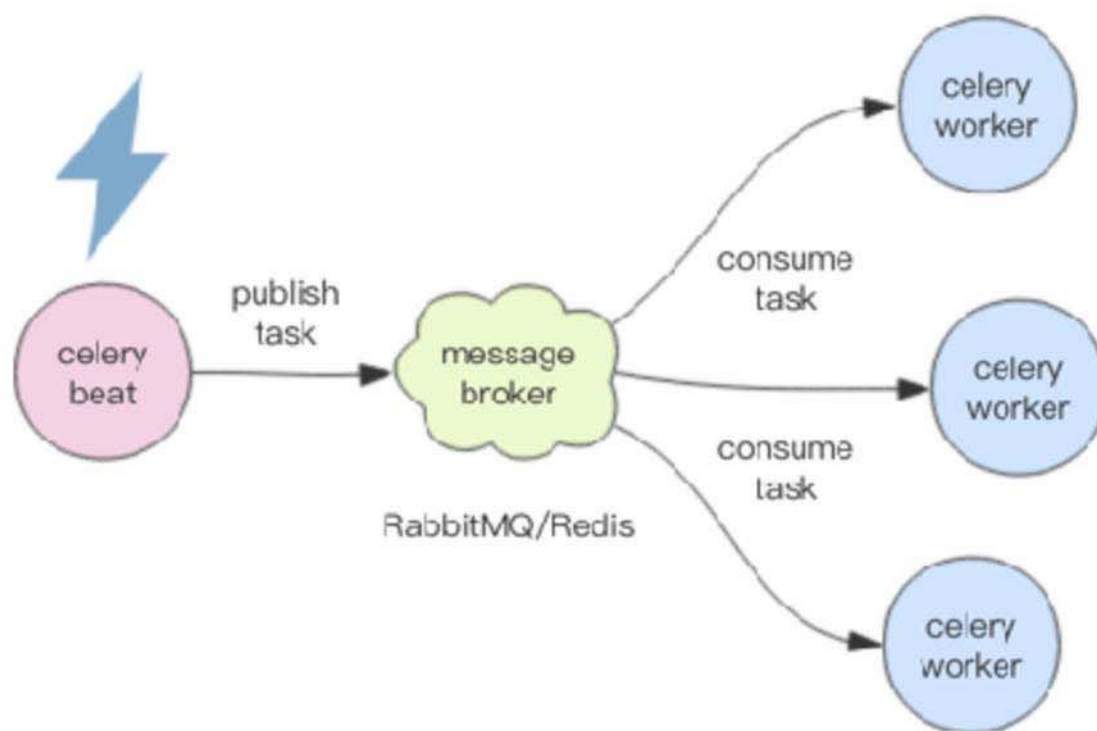 celery
beat
publish
task
message
broker
RabbitMQ/Redis
consume
task
consume
task
celery
worker
celery
worker
celery
worker